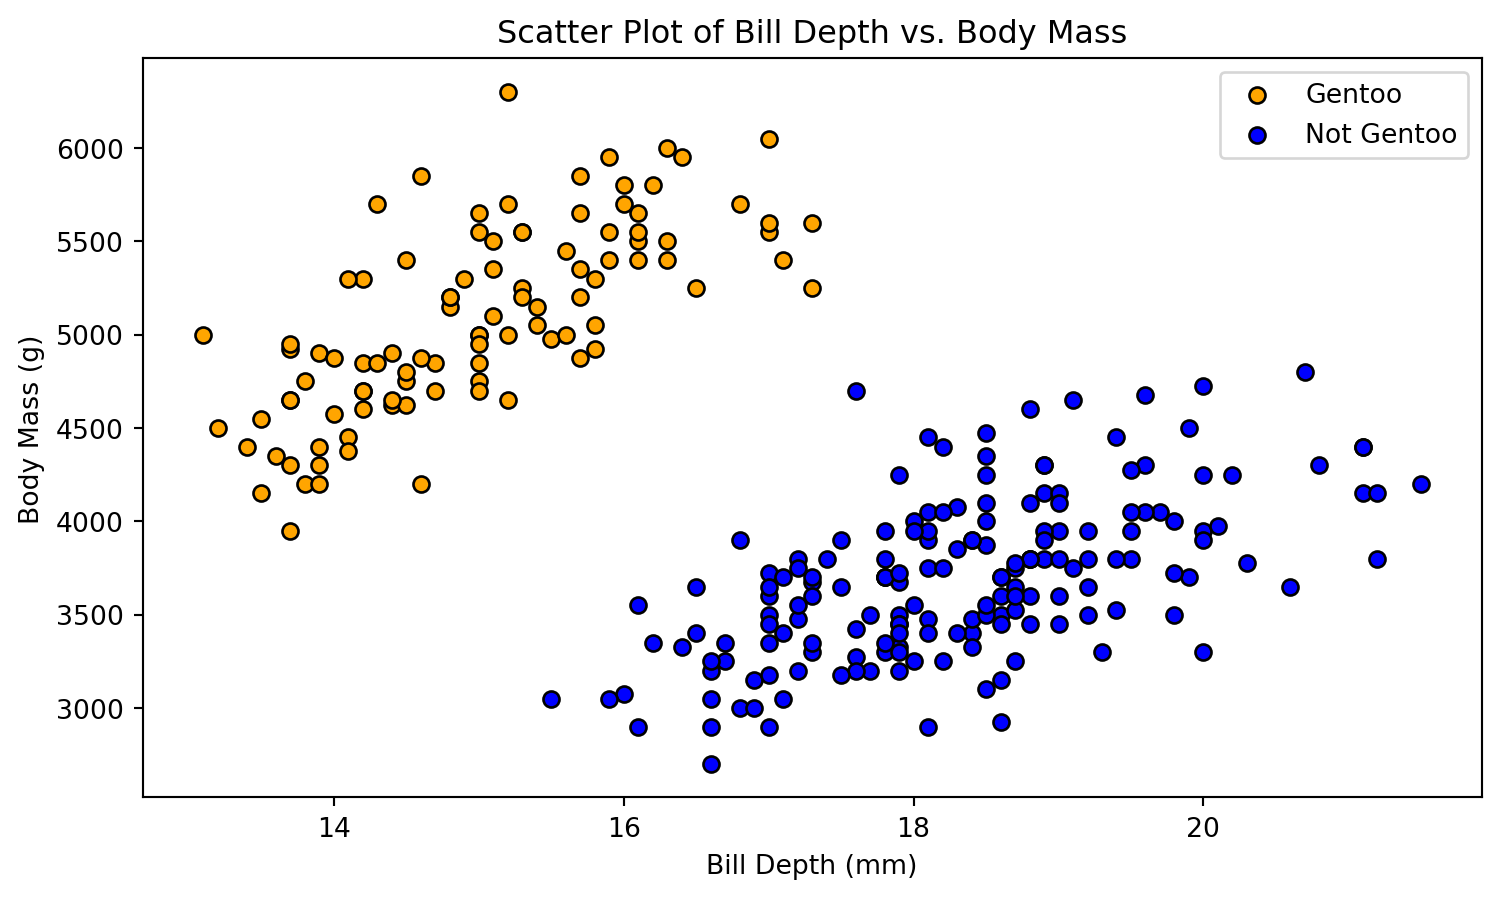 Scatter Plot of Bill Depth vs. Body Mass
Gentoo
Not Gentoo
6000
5500
5000
4500
4000
3500
3000
Body Mass (g)
14
16
18
20
Bill Depth (mm)